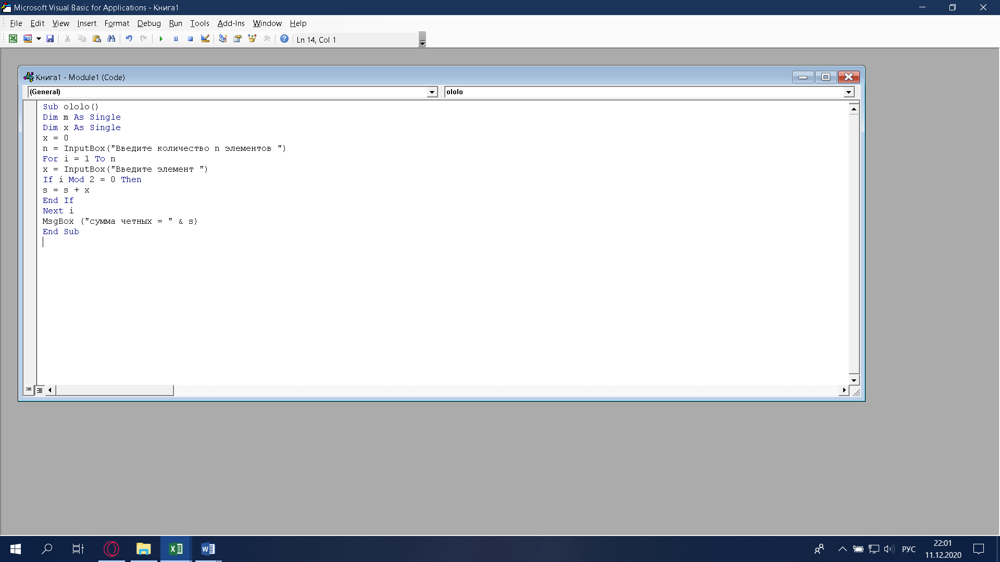 Microsoft Visual Basic for Applications - Книга1
File Edit View Insert Format Debug Run Tools Add-Ins Window Help
Ln 14, Col 1
Книга1 - Module1 (Code)
(General) ololo
Sub ololo()
Dim m As Single
Dim x As Single
x = 0
n = InputBox("Введите количество n элементов ")
For i = 1 To n
x = InputBox("Введите элемент ")
If i Mod 2 = 0 Then
s = s + x
End If
Next i
MsgBox ("сумма четных = " & s)
End Sub
22:01
РУС
11.12.2020